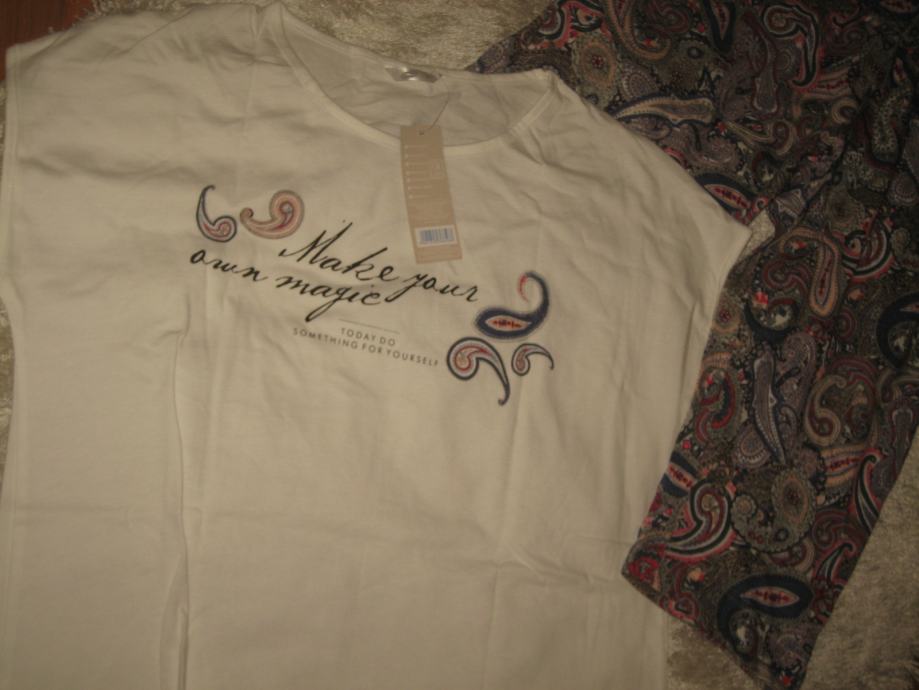 Make your
own magic
TODAY DO
SOMETHING FOR YOURSELF